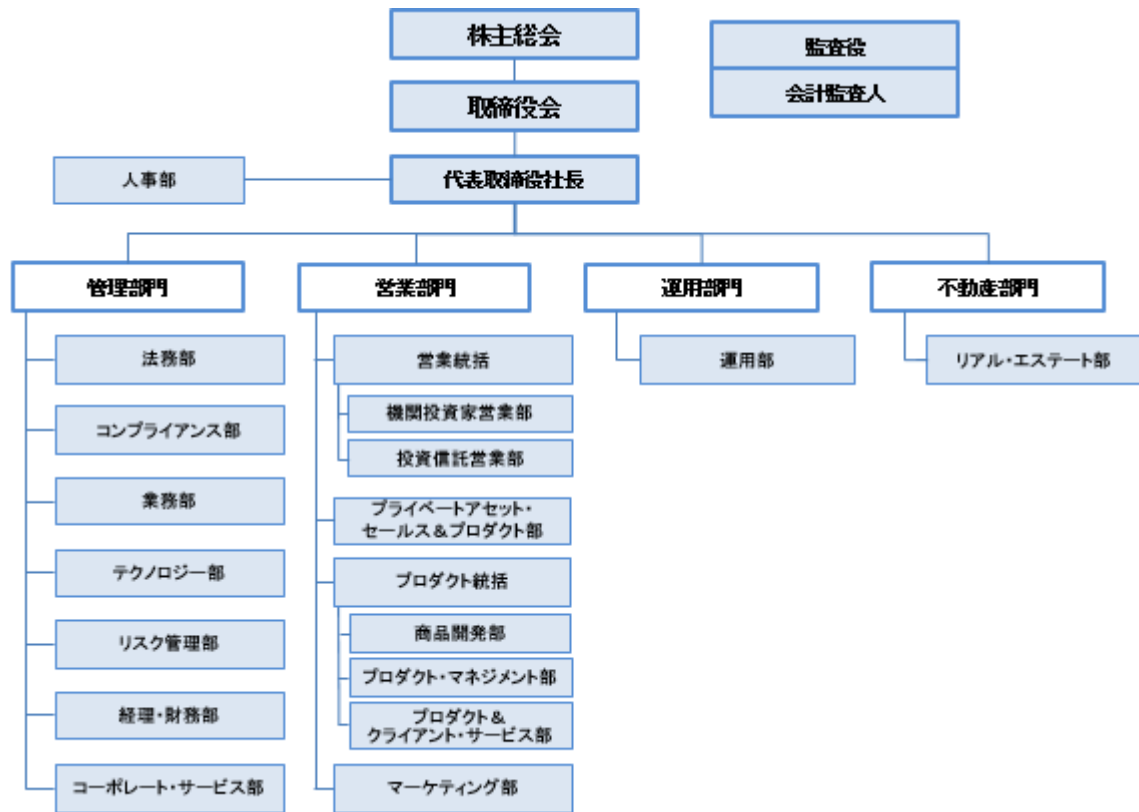 株主総会
監査役
会計監査人
取締役会
人事部
代表取締役社長
管理部門
営業部門
運用部門
不動産部門
法務部
コンプライアンス部
業務部
テクノロジー部
リスク管理部
経理・財務部
コーポレート・サービス部
営業統括
機関投資家営業部
投資信託営業部
プライベートアセット・
セールス&プロダクト部
プロダクト統括
商品開発部
プロダクト・マネジメント部
プロダクト&
クライアント・サービス部
マーケティング部
運用部
リアル・エステート部